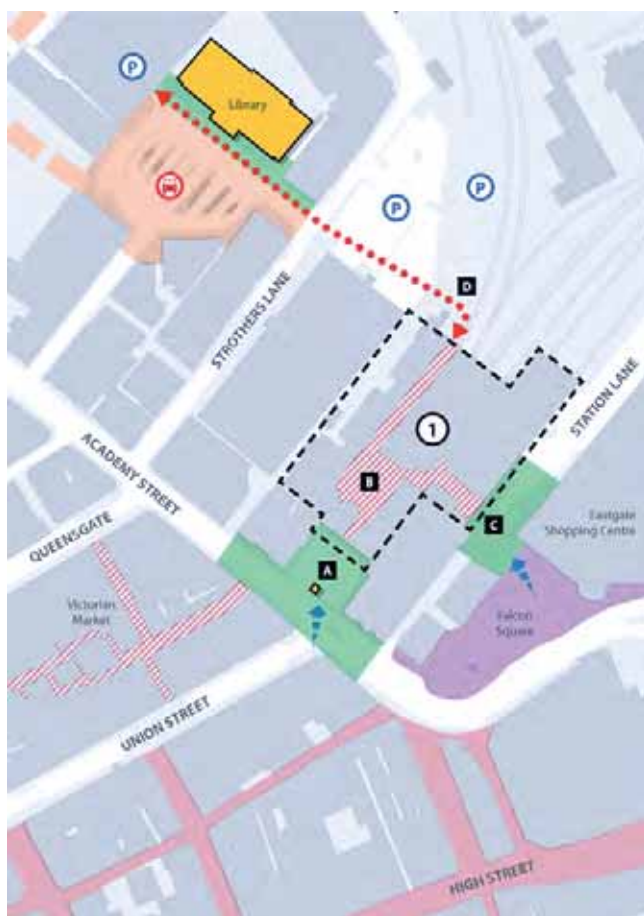 P
Library
P
P
D
STROTHERS LANE
1
STATION LANE
ACADEMY STREET
B
C
Eastgate
Shopping Centre
QUEENSGATE
A
Victorian
Market
Falcon
Square
UNION STREET
HIGH STREET